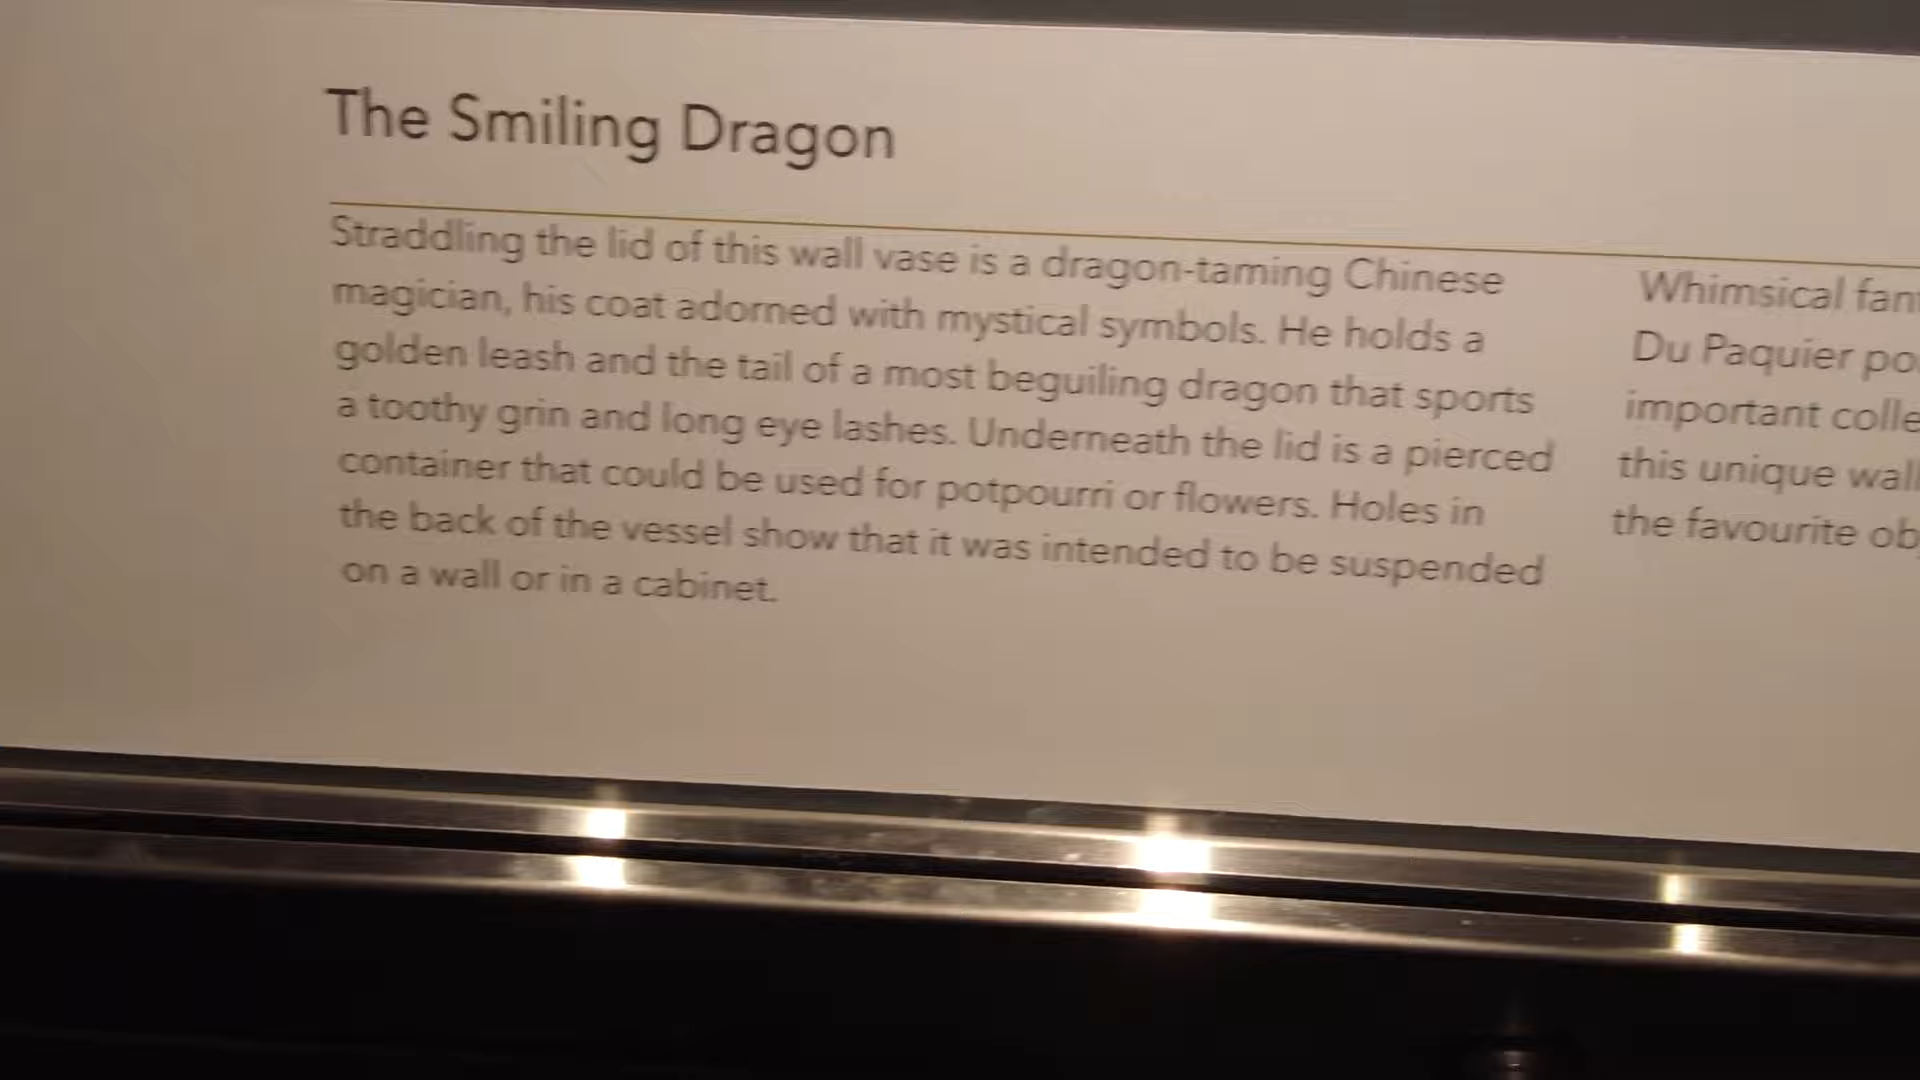 The Smiling Dragon
Straddling the lid of this wall vase is a dragon-taming Chinese
magician, his coat adorned with mystical symbols. He holds a
golden leash and the tail of a most beguiling dragon that sports
a toothy grin and long eye lashes. Underneath the lid is a pierced
container that could be used for potpourri or flowers. Holes in
the back of the vessel show that it was intended to be suspended
on a wall or in a cabinet.
Whimsical
Du Paquier
important
this unique wall
the favourite